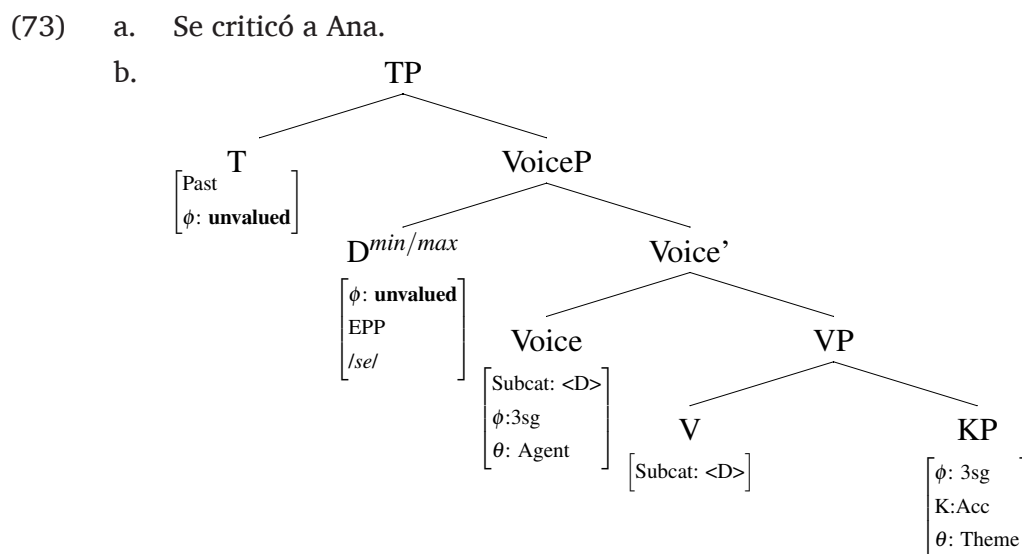 (73) a. Se criticó a Ana.
b.
TP
T VoiceP
[Past
ϕ: unvalued]
D^min/max Voice’
[ϕ: unvalued
EPP
/se/]
Voice VP
[Subcat: <D>
ϕ:3sg
θ: Agent]
V KP
[Subcat: <D>]
[ϕ: 3sg
K:Acc
θ: Theme]